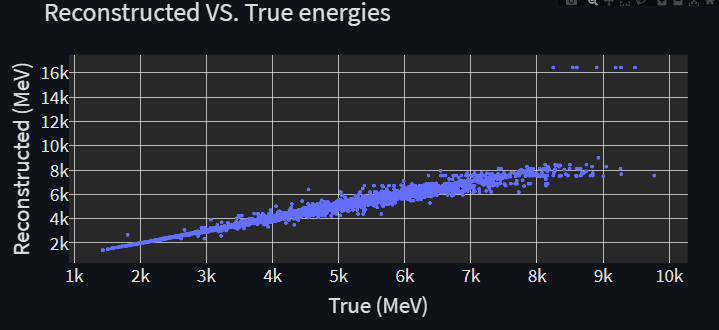 Reconstructed VS. True energies
Reconstructed (MeV)
16k
14k
12k
10k
8k
6k
4k
2k
1k 2k 3k 4k 5k 6k 7k 8k 9k 10k
True (MeV)